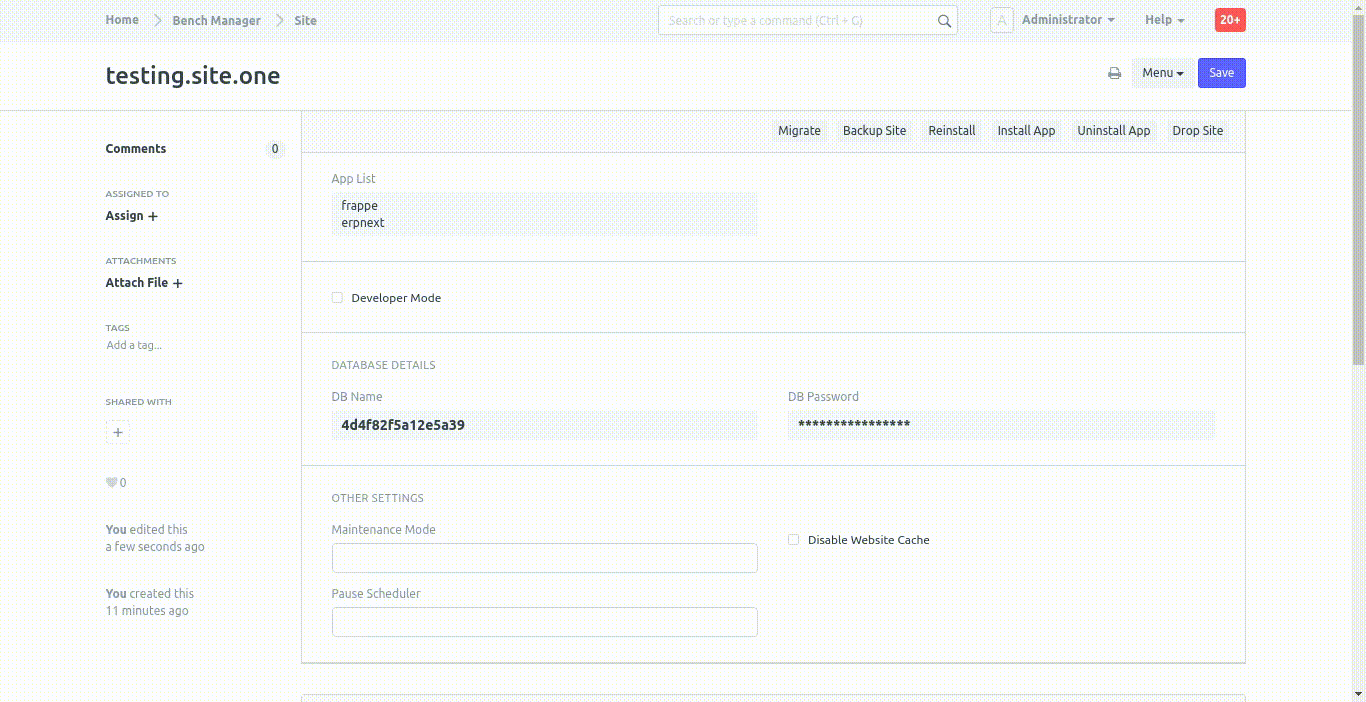 Home Bench Manager Site Search or type a command (Ctrl + G) A Administrator Help 20+
testing.site.one Menu Save
Migrate Backup Site Reinstall Install App Uninstall App Drop Site
Comments 0
ASSIGNED TO
Assign +
ATTACHMENTS
Attach File +
TAGS
Add a tag...
SHARED WITH
+
0
You edited this
a few seconds ago
You created this
11 minutes ago
App List
frappe
erpnext
Developer Mode
DATABASE DETAILS
DB Name
4d4f82f5a12e5a39
DB Password
****************
OTHER SETTINGS
Maintenance Mode
Disable Website Cache
Pause Scheduler